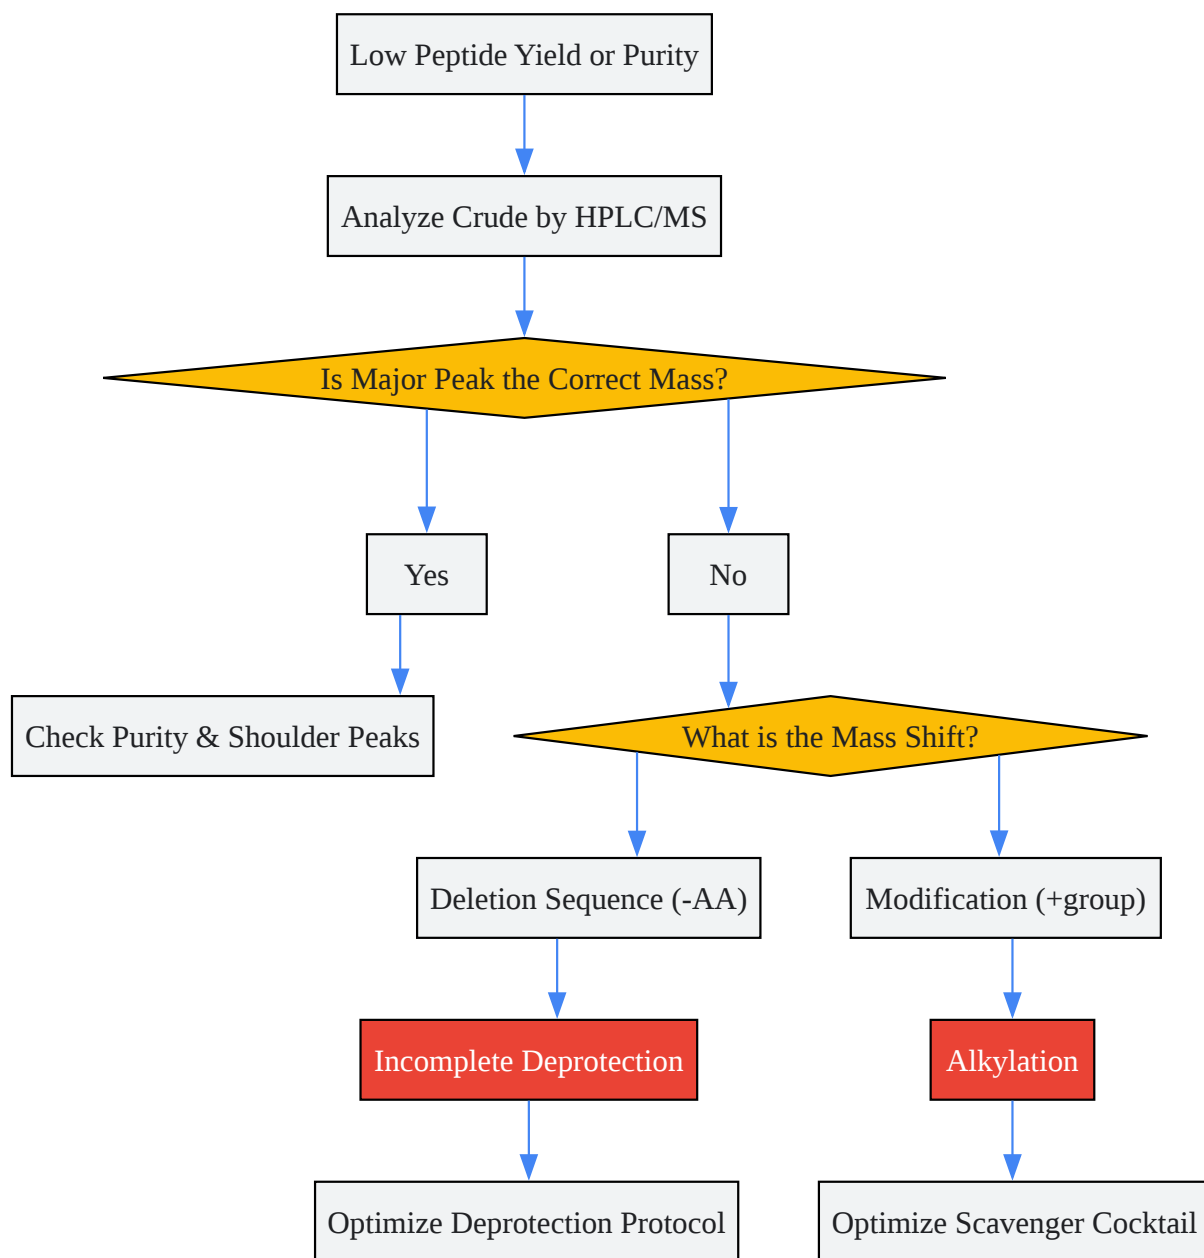 Low Peptide Yield or Purity
Analyze Crude by HPLC/MS
Is Major Peak the Correct Mass?
Yes
No
Check Purity & Shoulder Peaks
What is the Mass Shift?
Deletion Sequence (-AA)
Modification (+group)
Incomplete Deprotection
Alkylation
Optimize Deprotection Protocol
Optimize Scavenger Cocktail